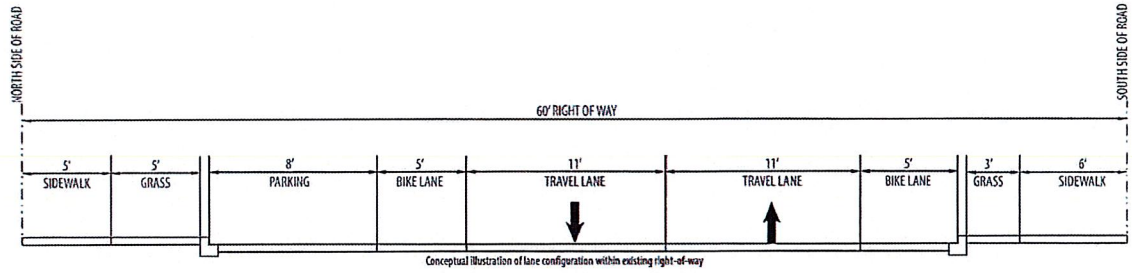 NORTH SIDE OF ROAD
SOUTH SIDE OF ROAD
60' RIGHT OF WAY
5' 5' 8' 5' 11' 11' 5' 3' 6'
SIDEWALK GRASS PARKING BIKE LANE TRAVEL LANE TRAVEL LANE BIKE LANE GRASS SIDEWALK
Conceptual illustration of lane configuration within existing right-of-way